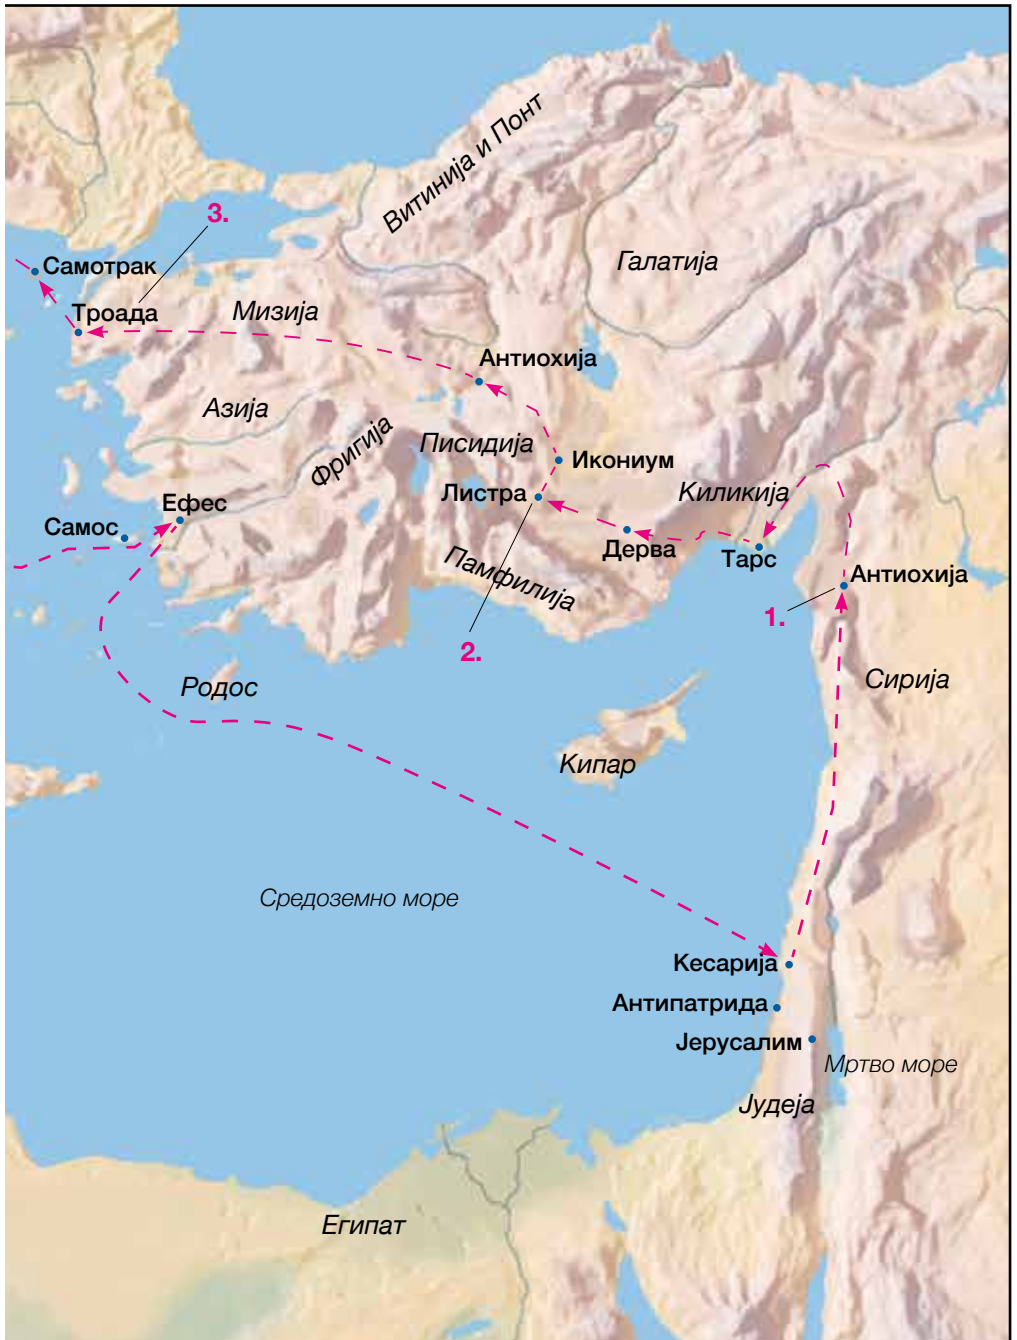 Витинија и Понт
3.
Самотрак
Галатија
Троада
Мизија
Антиохија
Азија
Фригија
Писидија
Икониум
Листра
Киликија
Ефес
Самос
Дерва
Тарс
Памфилија
Антиохија
1.
2.
Сирија
Родос
Кипар
Средоземно море
Кесарија
Антипатрида
Јерусалим
Мртво море
Јудеја
Египат